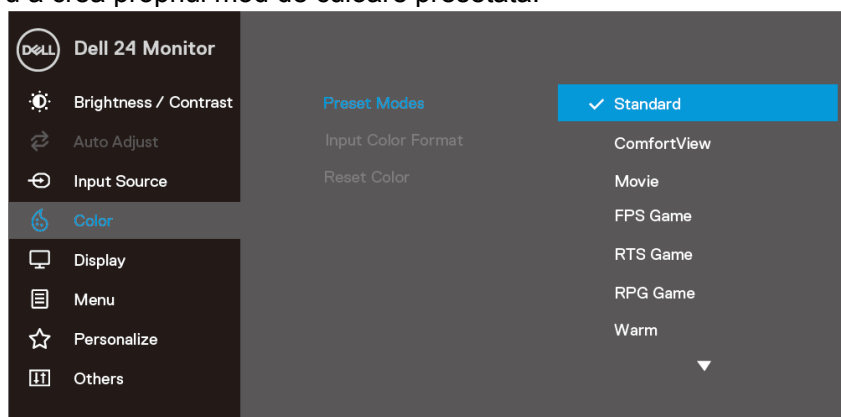 DELL Dell 24 Monitor
Brightness / Contrast
Auto Adjust
Input Source
Color
Display
Menu
Personalize
Others
Preset Modes
Input Color Format
Reset Color
Standard
ComfortView
Movie
FPS Game
RTS Game
RPG Game
Warm